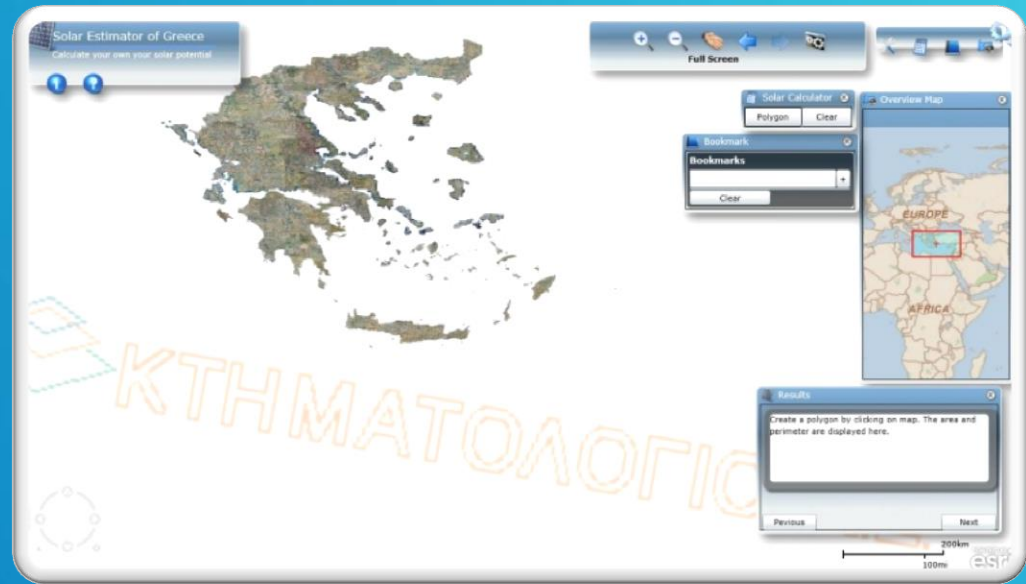 Solar Estimator of Greece
Calculate your own your solar potential
Full Screen
Solar Calculator
Polygon
Clear
Overview Map
Bookmark
Bookmarks
+
Clear
EUROPE
AFRICA
ΚΤΗΜΑΤΟΛΟΓΙΟ
Results
Create a polygon by clicking on map. The area and
perimeter are displayed here.
Pevious
Next
200km
100mi
esri